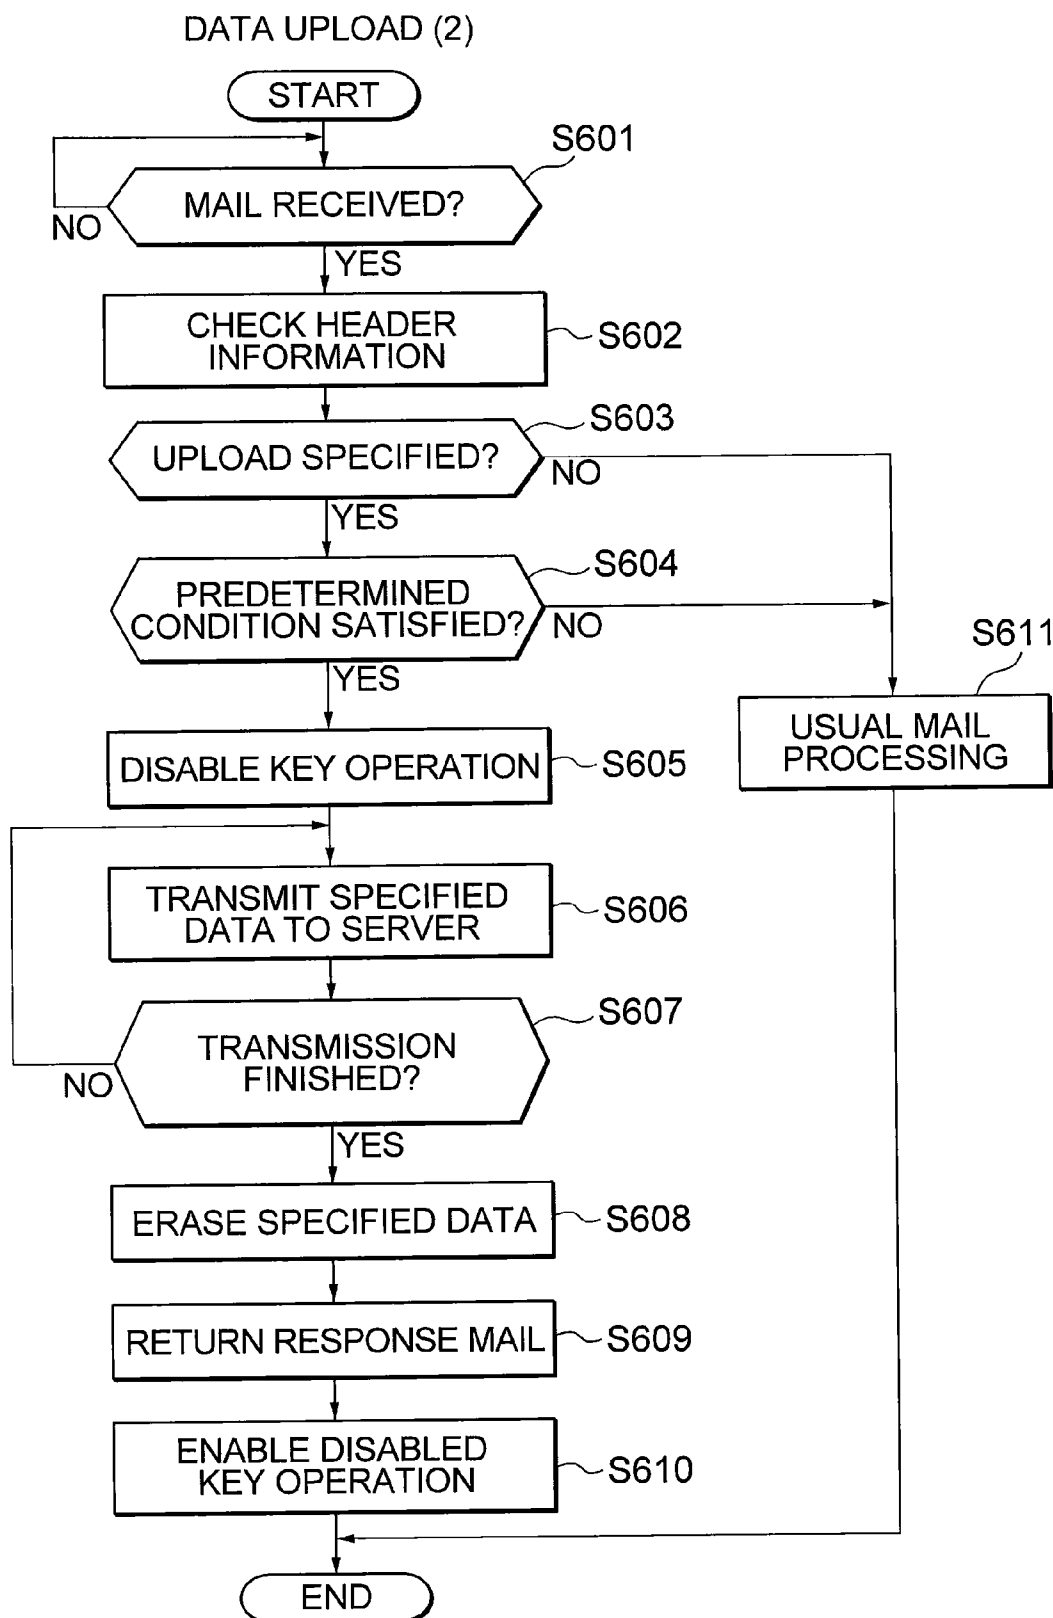 DATA UPLOAD (2)
START
S601
MAIL RECEIVED?
NO
YES
CHECK HEADER
INFORMATION
S602
S603
UPLOAD SPECIFIED?
NO
YES
S604
PREDETERMINED
CONDITION SATISFIED?
NO
YES
S611
USUAL MAIL
PROCESSING
DISABLE KEY OPERATION
S605
TRANSMIT SPECIFIED
DATA TO SERVER
S606
S607
TRANSMISSION
FINISHED?
NO
YES
ERASE SPECIFIED DATA
S608
RETURN RESPONSE MAIL
S609
ENABLE DISABLED
KEY OPERATION
S610
END